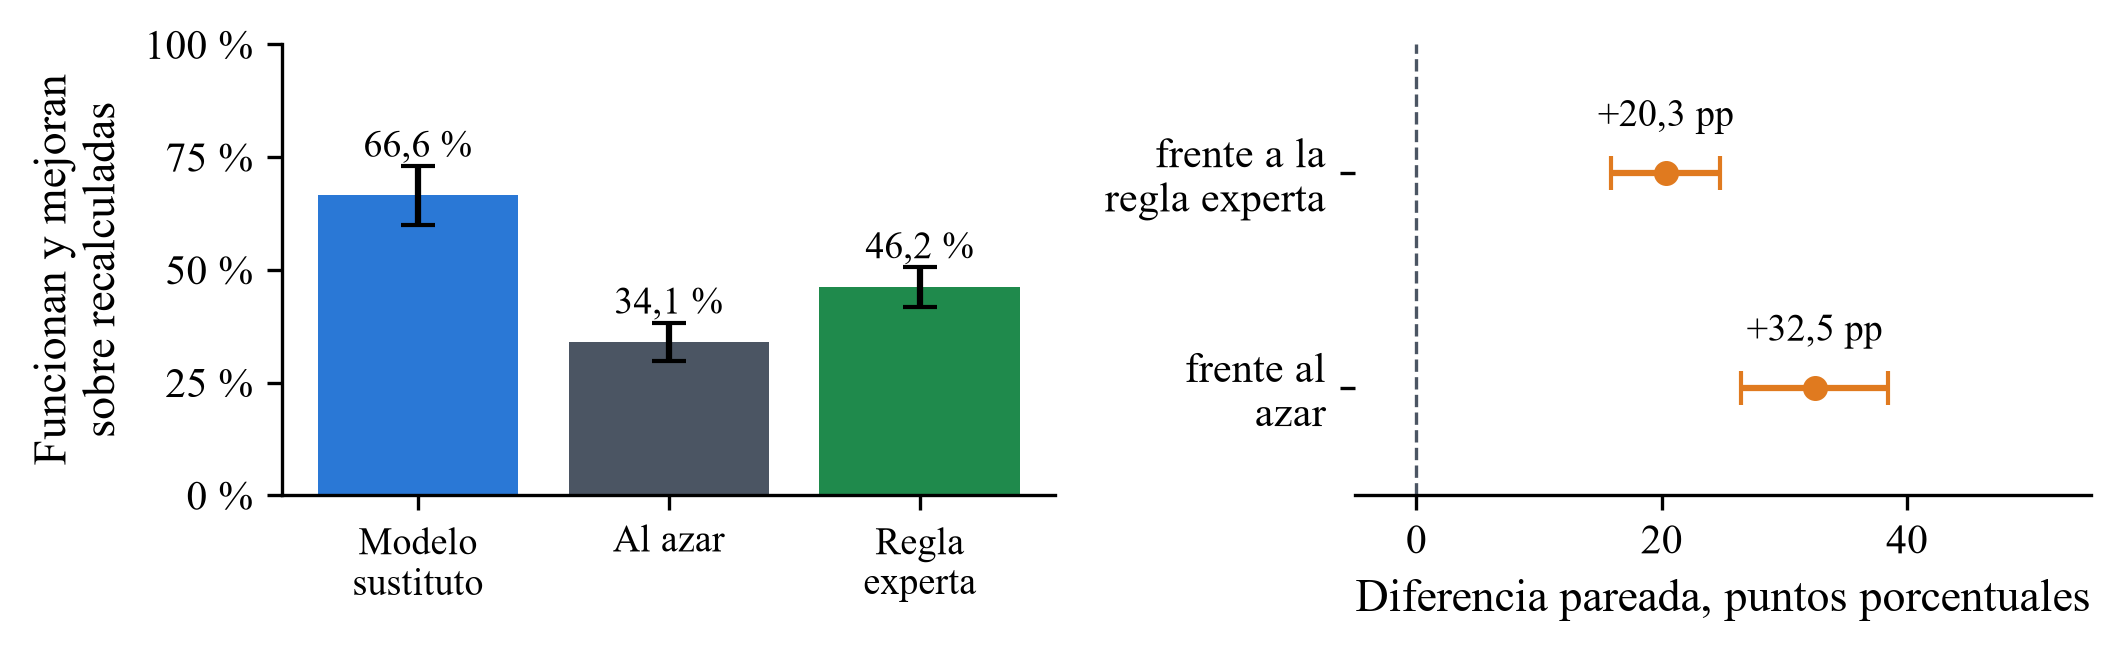 Funcionan y mejoran
sobre recalculadas
100 %
75 %
50 %
25 %
0 %
66,6 %
34,1 %
46,2 %
Modelo
sustituto
Al azar
Regla
experta
frente a la
regla experta
frente al
azar
+20,3 pp
+32,5 pp
0
20
40
Diferencia pareada, puntos porcentuales